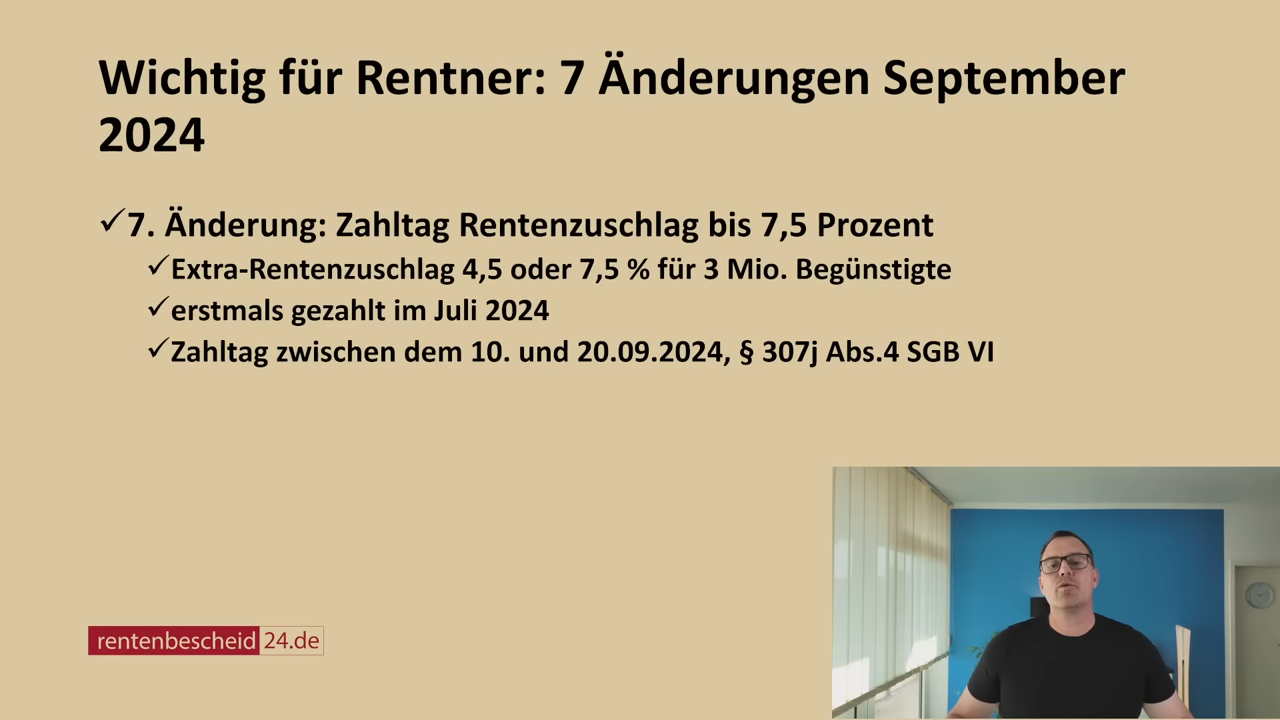 Wichtig für Rentner: 7 Änderungen September
2024
✓7. Änderung: Zahltag Rentenzuschlag bis 7,5 Prozent
✓Extra-Rentenzuschlag 4,5 oder 7,5 % für 3 Mio. Begünstigte
✓erstmals gezahlt im Juli 2024
✓Zahltag zwischen dem 10. und 20.09.2024, § 307j Abs.4 SGB VI
rentenbescheid 24.de